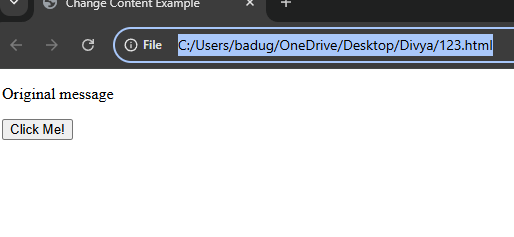 Change Content Example
File C:/Users/badug/OneDrive/Desktop/Divya/123.html
Original message
Click Me!